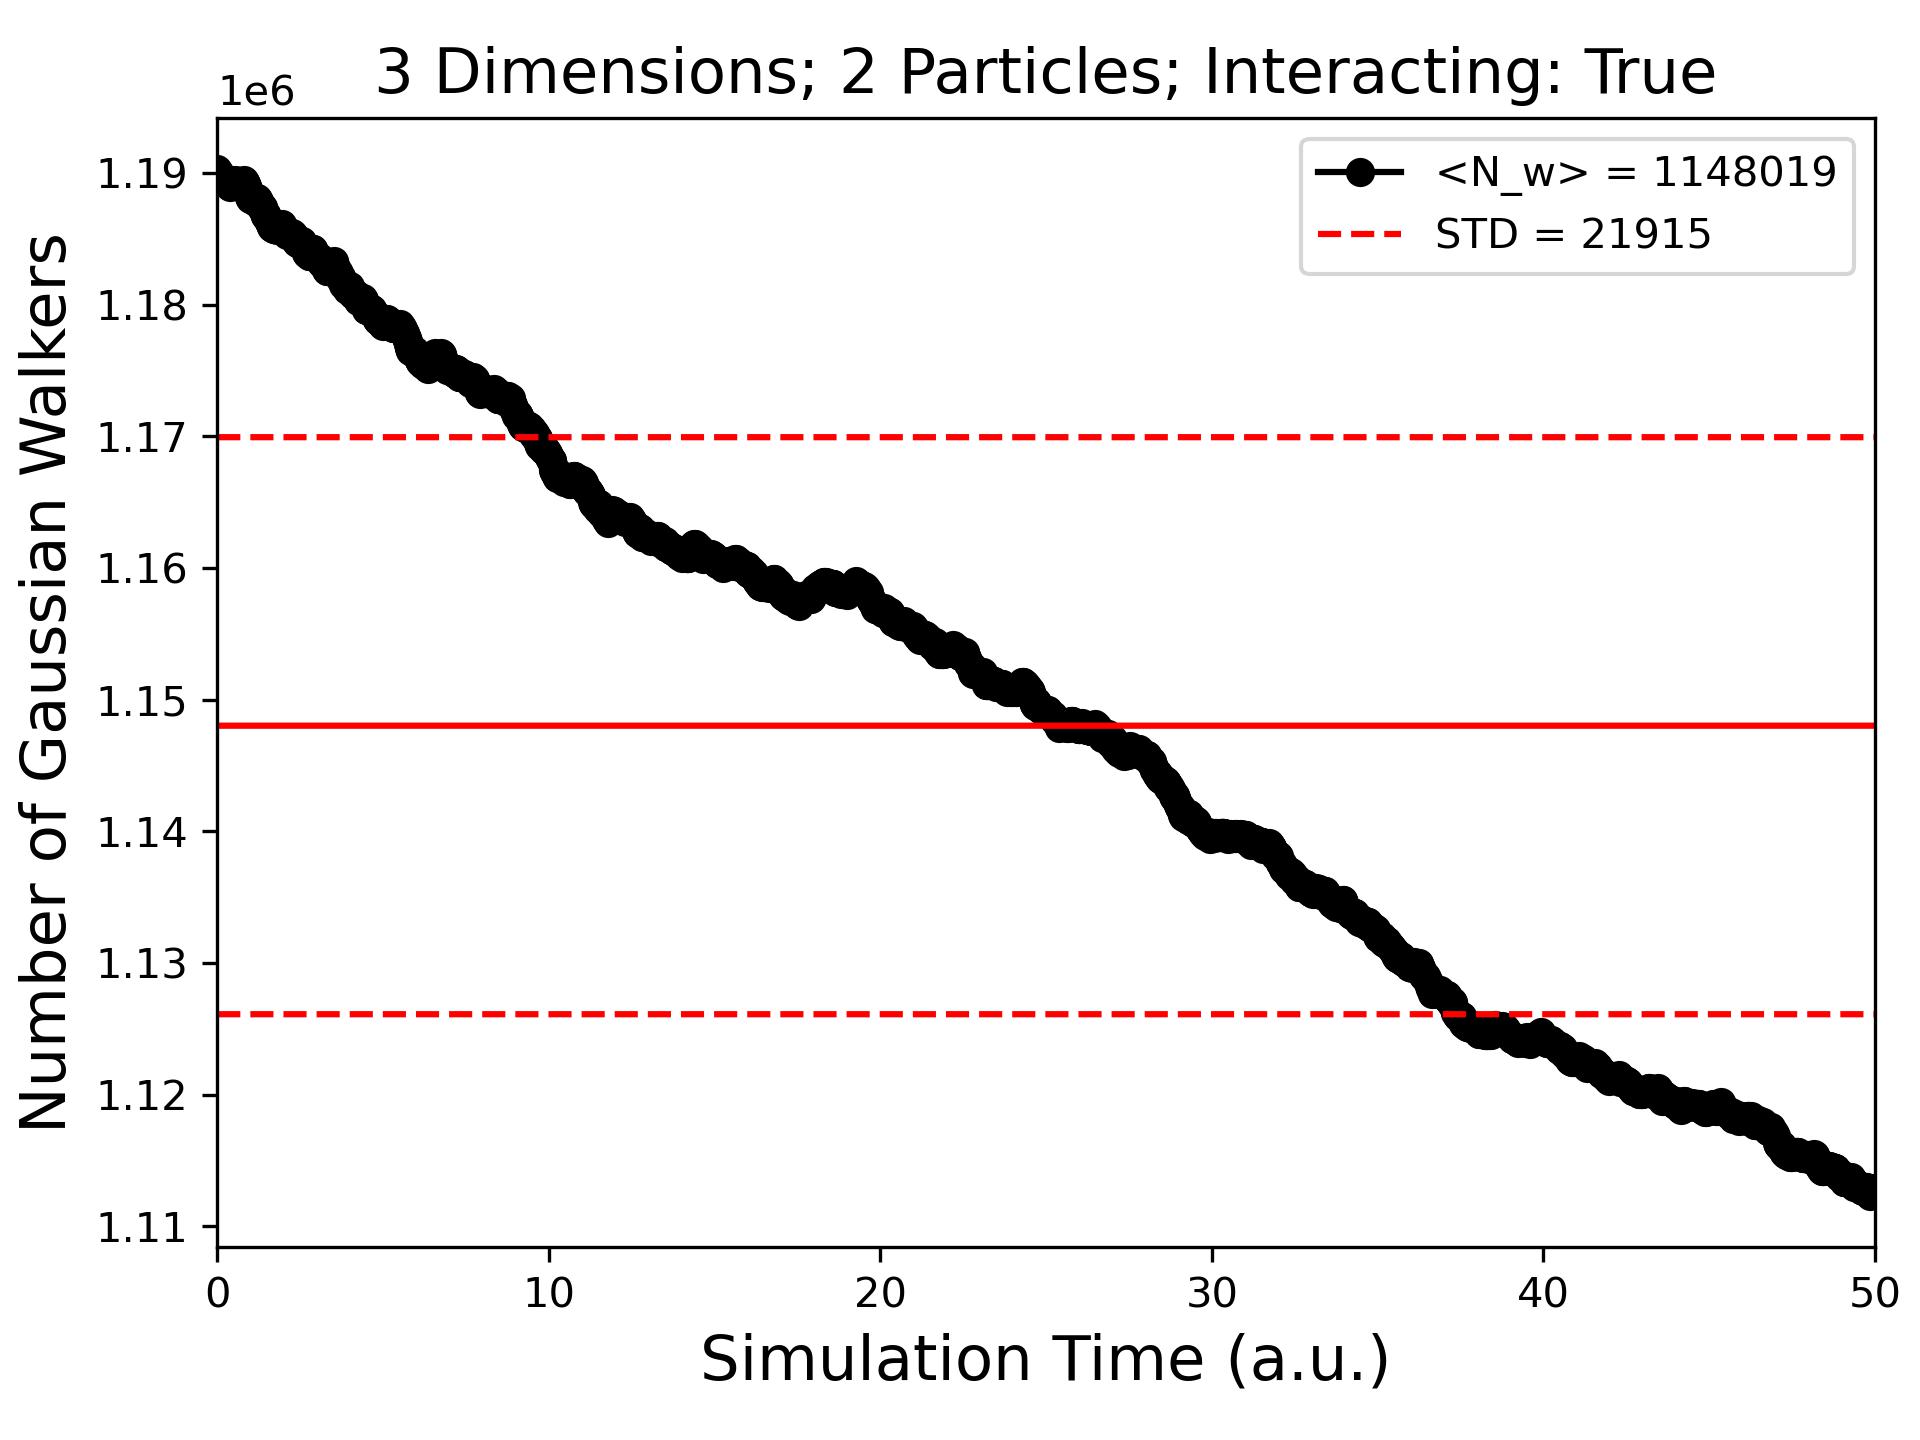 3 Dimensions; 2 Particles; Interacting: True
1e6
<N_w> = 1148019
STD = 21915
Number of Gaussian Walkers
1.19
1.18
1.17
1.16
1.15
1.14
1.13
1.12
1.11
0 10 20 30 40 50
Simulation Time (a.u.)